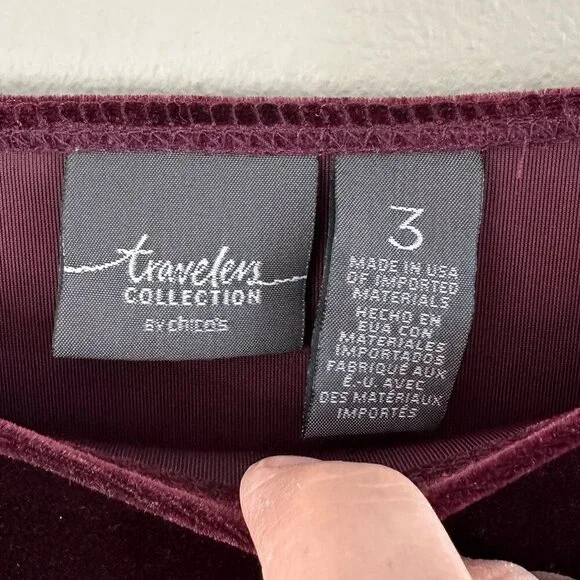 travelers
COLLECTION
BY chico's
3
MADE IN USA
OF IMPORTED
MATERIALS
HECHO EN
EUA CON
MATERIALES
IMPORTADOS
FABRIQUÉ AUX
É.-U. AVEC
DES MATÉRIAUX
IMPORTÉS